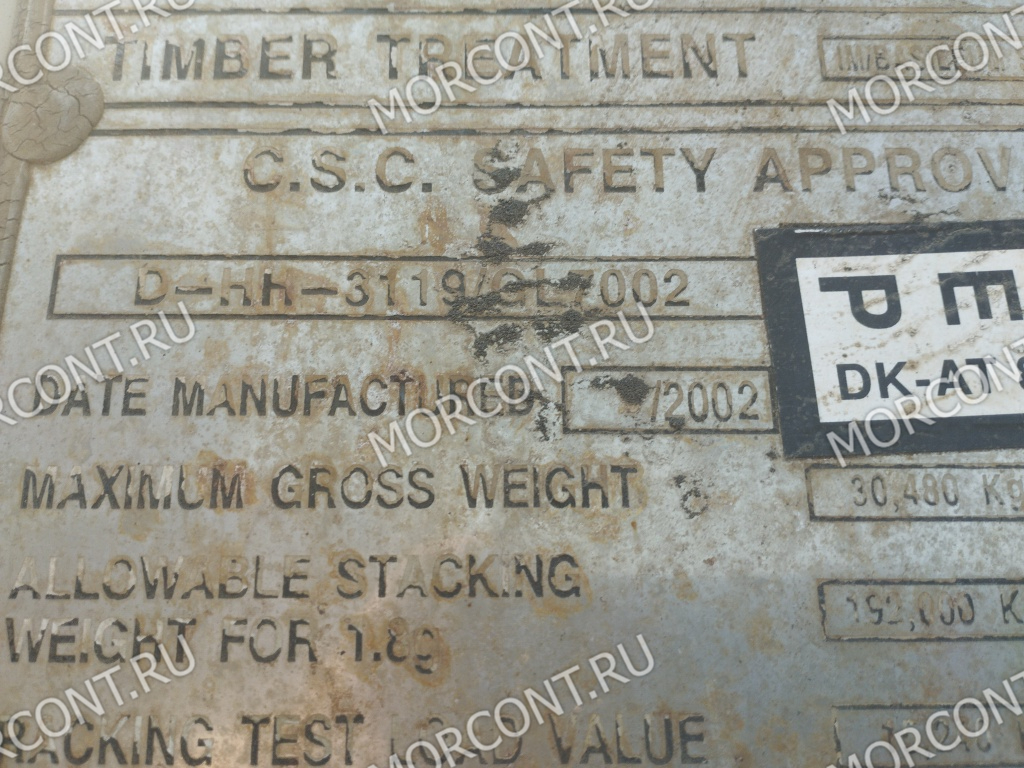 TIMBER TREATMENT
C.S.C. SAFETY APPROV
D-HH-3119/GL7002
DATE MANUFACTURED /2002
P E
DK-AT
MAXIMUM GROSS WEIGHT 30,480 Kg
ALLOWABLE STACKING
WEIGHT FOR 1.8g 192,000 K
RACKING TEST LOAD VALUE
MORCONT.RU